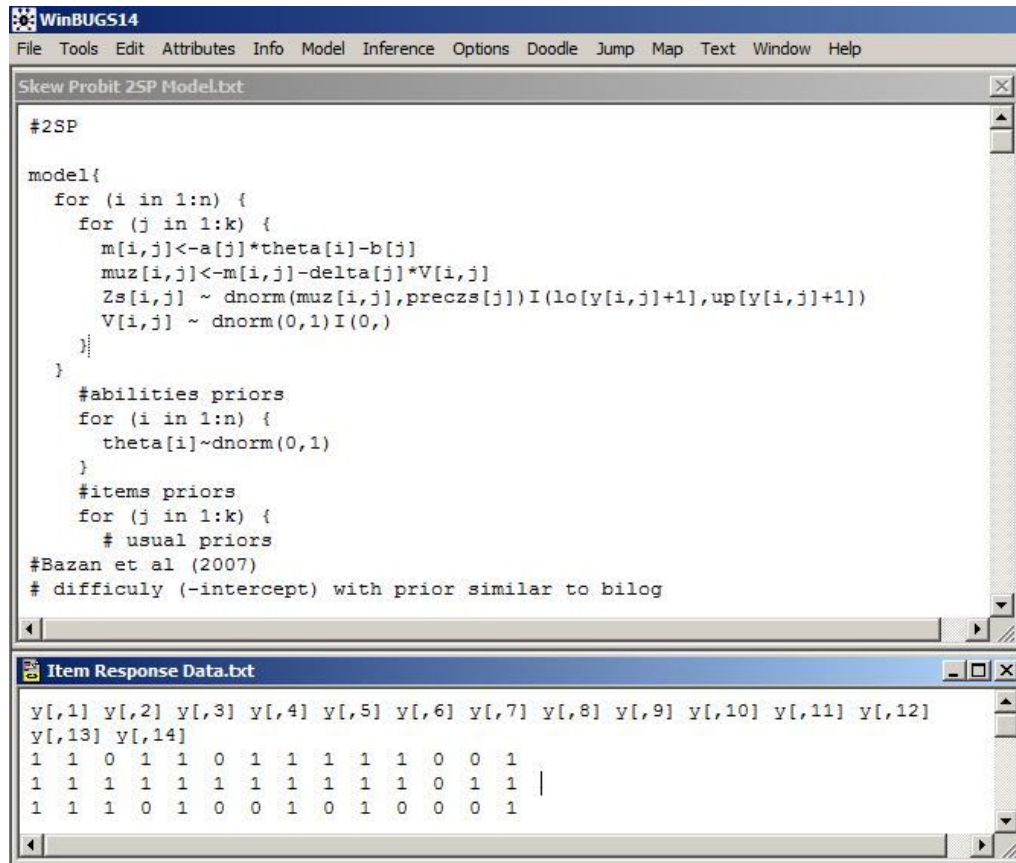 WinBUGS14
File Tools Edit Attributes Info Model Inference Options Doodle Jump Map Text Window Help
Skew Probit 2SP Model.txt
#2SP
model{
for (i in 1:n) {
for (j in 1:k) {
m[i,j]<-a[j]*theta[i]-b[j]
muz[i,j]<-m[i,j]-delta[j]*V[i,j]
Zs[i,j] ~ dnorm(muz[i,j],preczs[j])I(lo[y[i,j]+1],up[y[i,j]+1])
V[i,j] ~ dnorm(0,1)I(0,)
}
}
#abilities priors
for (i in 1:n) {
theta[i]~dnorm(0,1)
}
#items priors
for (j in 1:k) {
# usual priors
#Bazan et al (2007)
# difficuly (-intercept) with prior similar to bilog
Item Response Data.txt
y[,1] y[,2] y[,3] y[,4] y[,5] y[,6] y[,7] y[,8] y[,9] y[,10] y[,11] y[,12]
y[,13] y[,14]
1 1 0 1 1 0 1 1 1 1 1 0 0 1
1 1 1 1 1 1 1 1 1 1 1 0 1 1
1 1 1 0 1 0 0 1 0 1 0 0 0 1